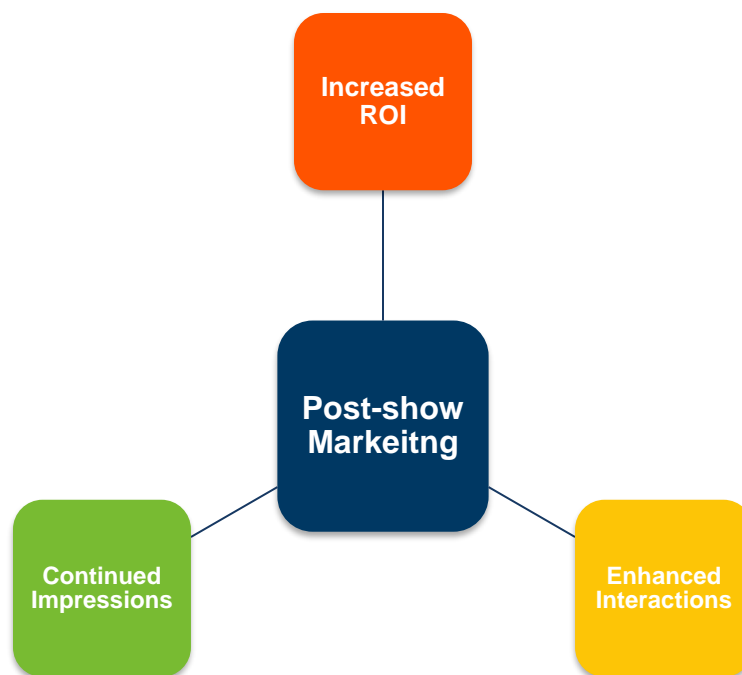 Increased
ROI
Post-show
Markeitng
Continued
Impressions
Enhanced
Interactions